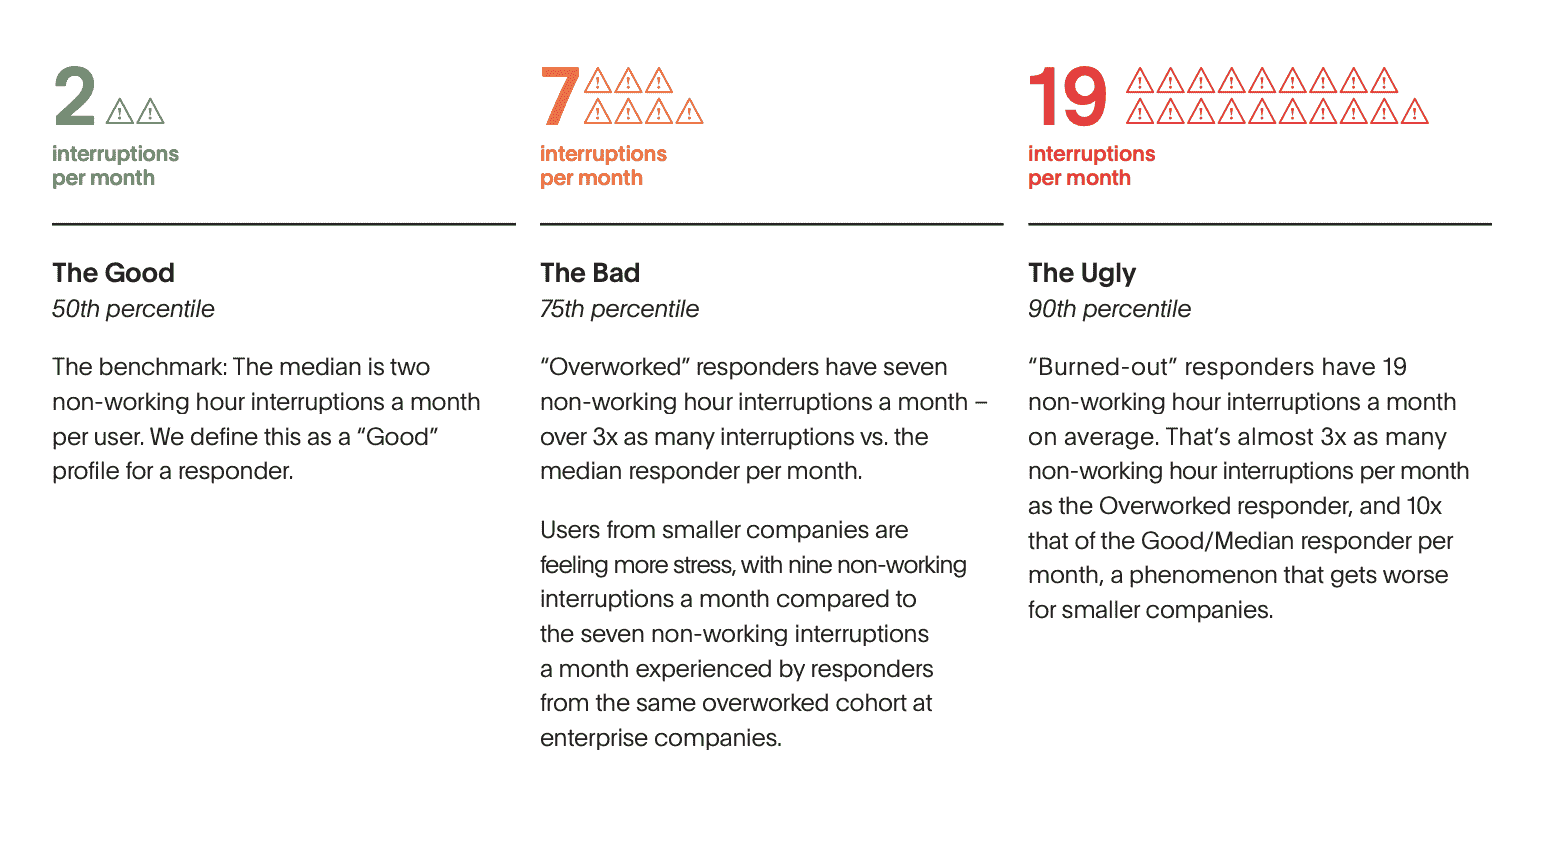 2
interruptions
per month
The Good
50th percentile
The benchmark: The median is two
non-working hour interruptions a month
per user. We define this as a “Good”
profile for a responder.
7
interruptions
per month
The Bad
75th percentile
“Overworked” responders have seven
non-working hour interruptions a month –
over 3x as many interruptions vs. the
median responder per month.
Users from smaller companies are
feeling more stress, with nine non-working
interruptions a month compared to
the seven non-working interruptions
a month experienced by responders
from the same overworked cohort at
enterprise companies.
19
interruptions
per month
The Ugly
90th percentile
“Burned-out” responders have 19
non-working hour interruptions a month
on average. That’s almost 3x as many
non-working hour interruptions per month
as the Overworked responder, and 10x
that of the Good/Median responder per
month, a phenomenon that gets worse
for smaller companies.